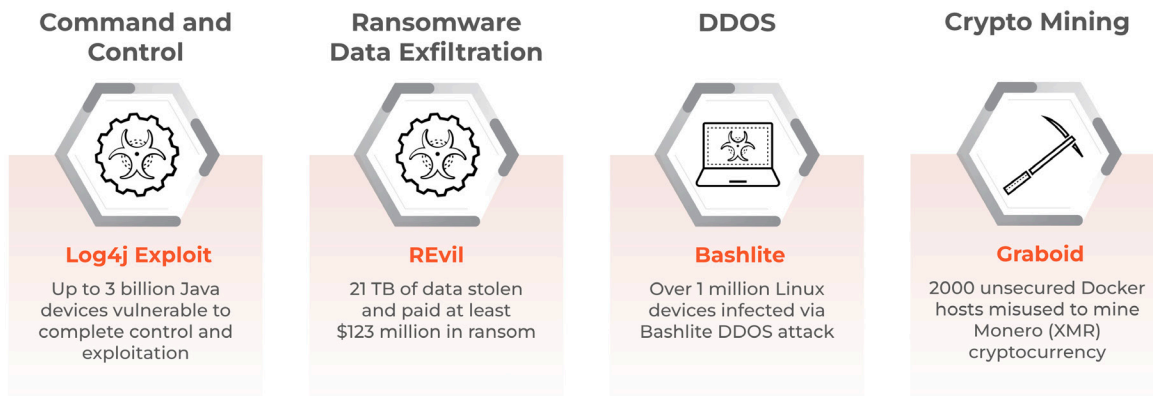 Command and
Control
Log4j Exploit
Up to 3 billion Java
devices vulnerable to
complete control and
exploitation
Ransomware
Data Exfiltration
REvil
21 TB of data stolen
and paid at least
$123 million in ransom
DDOS
Bashlite
Over 1 million Linux
devices infected via
Bashlite DDOS attack
Crypto Mining
Graboid
2000 unsecured Docker
hosts misused to mine
Monero (XMR)
cryptocurrency